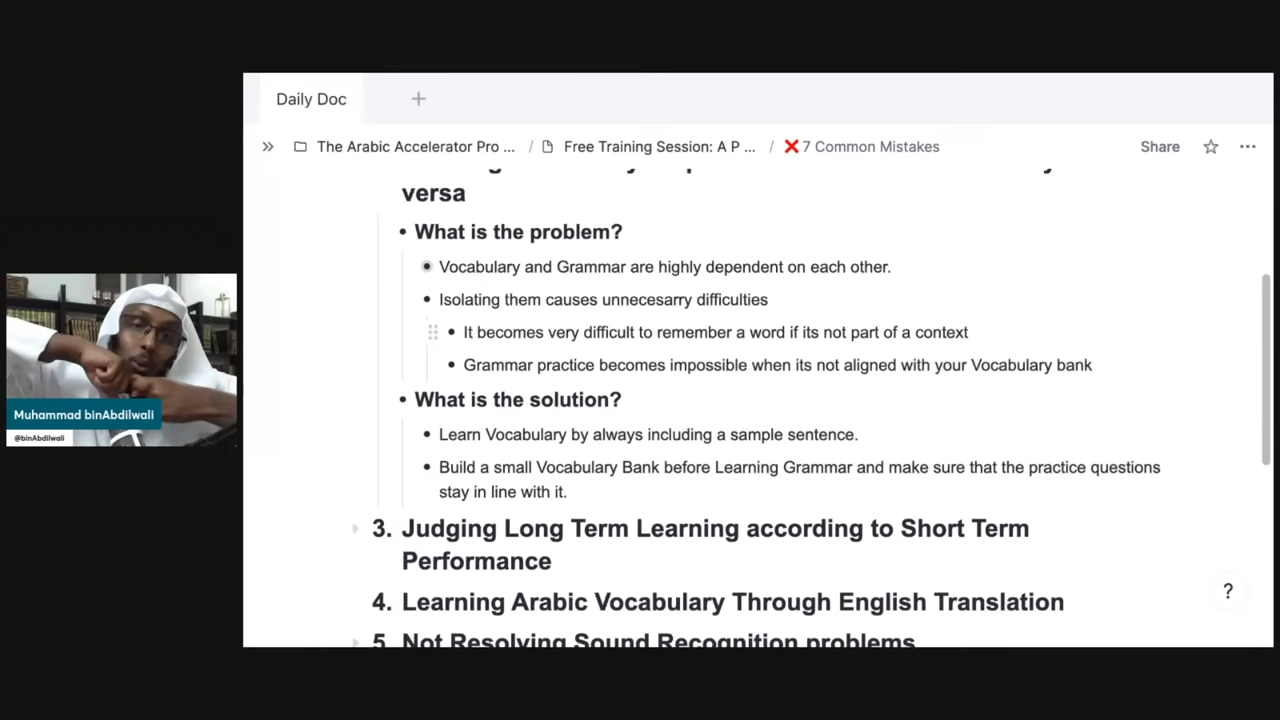 Daily Doc
The Arabic Accelerator Pro ... / Free Training Session: A P ... / ❌ 7 Common Mistakes
Share
versa
• What is the problem?
• Vocabulary and Grammar are highly dependent on each other.
• Isolating them causes unnecesarry difficulties
• It becomes very difficult to remember a word if its not part of a context
• Grammar practice becomes impossible when its not aligned with your Vocabulary bank
• What is the solution?
• Learn Vocabulary by always including a sample sentence.
• Build a small Vocabulary Bank before Learning Grammar and make sure that the practice questions
stay in line with it.
3. Judging Long Term Learning according to Short Term
Performance
4. Learning Arabic Vocabulary Through English Translation
5. Not Resolving Sound Recognition problems
?
Muhammad binAbdilwali
@binAbdilwali